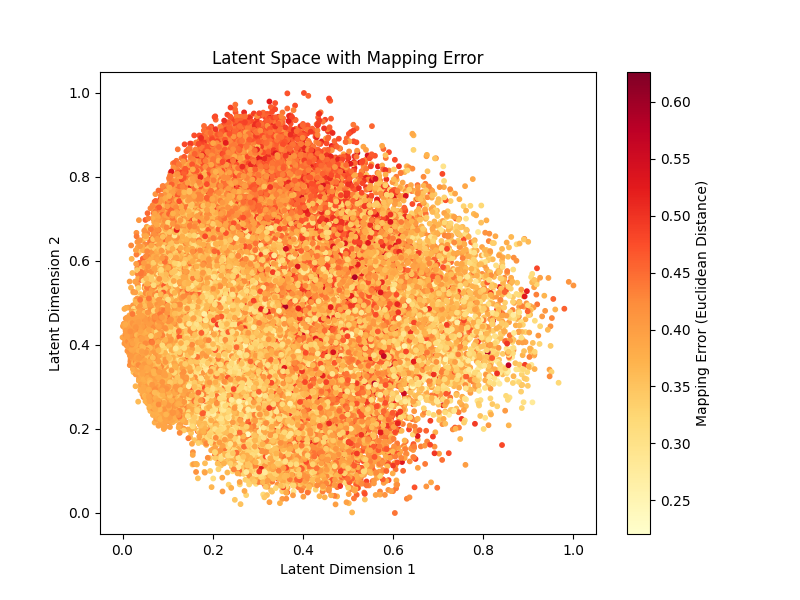 Latent Space with Mapping Error
1.0
0.8
0.6
0.4
0.2
0.0
Latent Dimension 2
0.0 0.2 0.4 0.6 0.8 1.0
Latent Dimension 1
0.60
0.55
0.50
0.45
0.40
0.35
0.30
0.25
Mapping Error (Euclidean Distance)